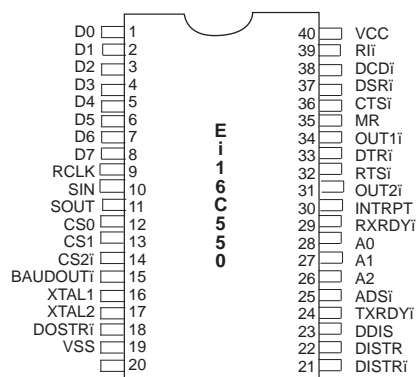 D0 1
D1 2
D2 3
D3 4
D4 5
D5 6
D6 7
D7 8
RCLK 9
SIN 10
SOUT 11
CS0 12
CS1 13
CS2ï 14
BAUDOUTï 15
XTAL1 16
XTAL2 17
DOSTRï 18
VSS 19
20
Ei16C550
40 VCC
39 RIï
38 DCDï
37 DSRï
36 CTSï
35 MR
34 OUT1ï
33 DTRï
32 RTSï
31 OUT2ï
30 INTRPT
29 RXRDYï
28 A0
27 A1
26 A2
25 ADSï
24 TXRDYï
23 DDIS
22 DISTR
21 DISTRï